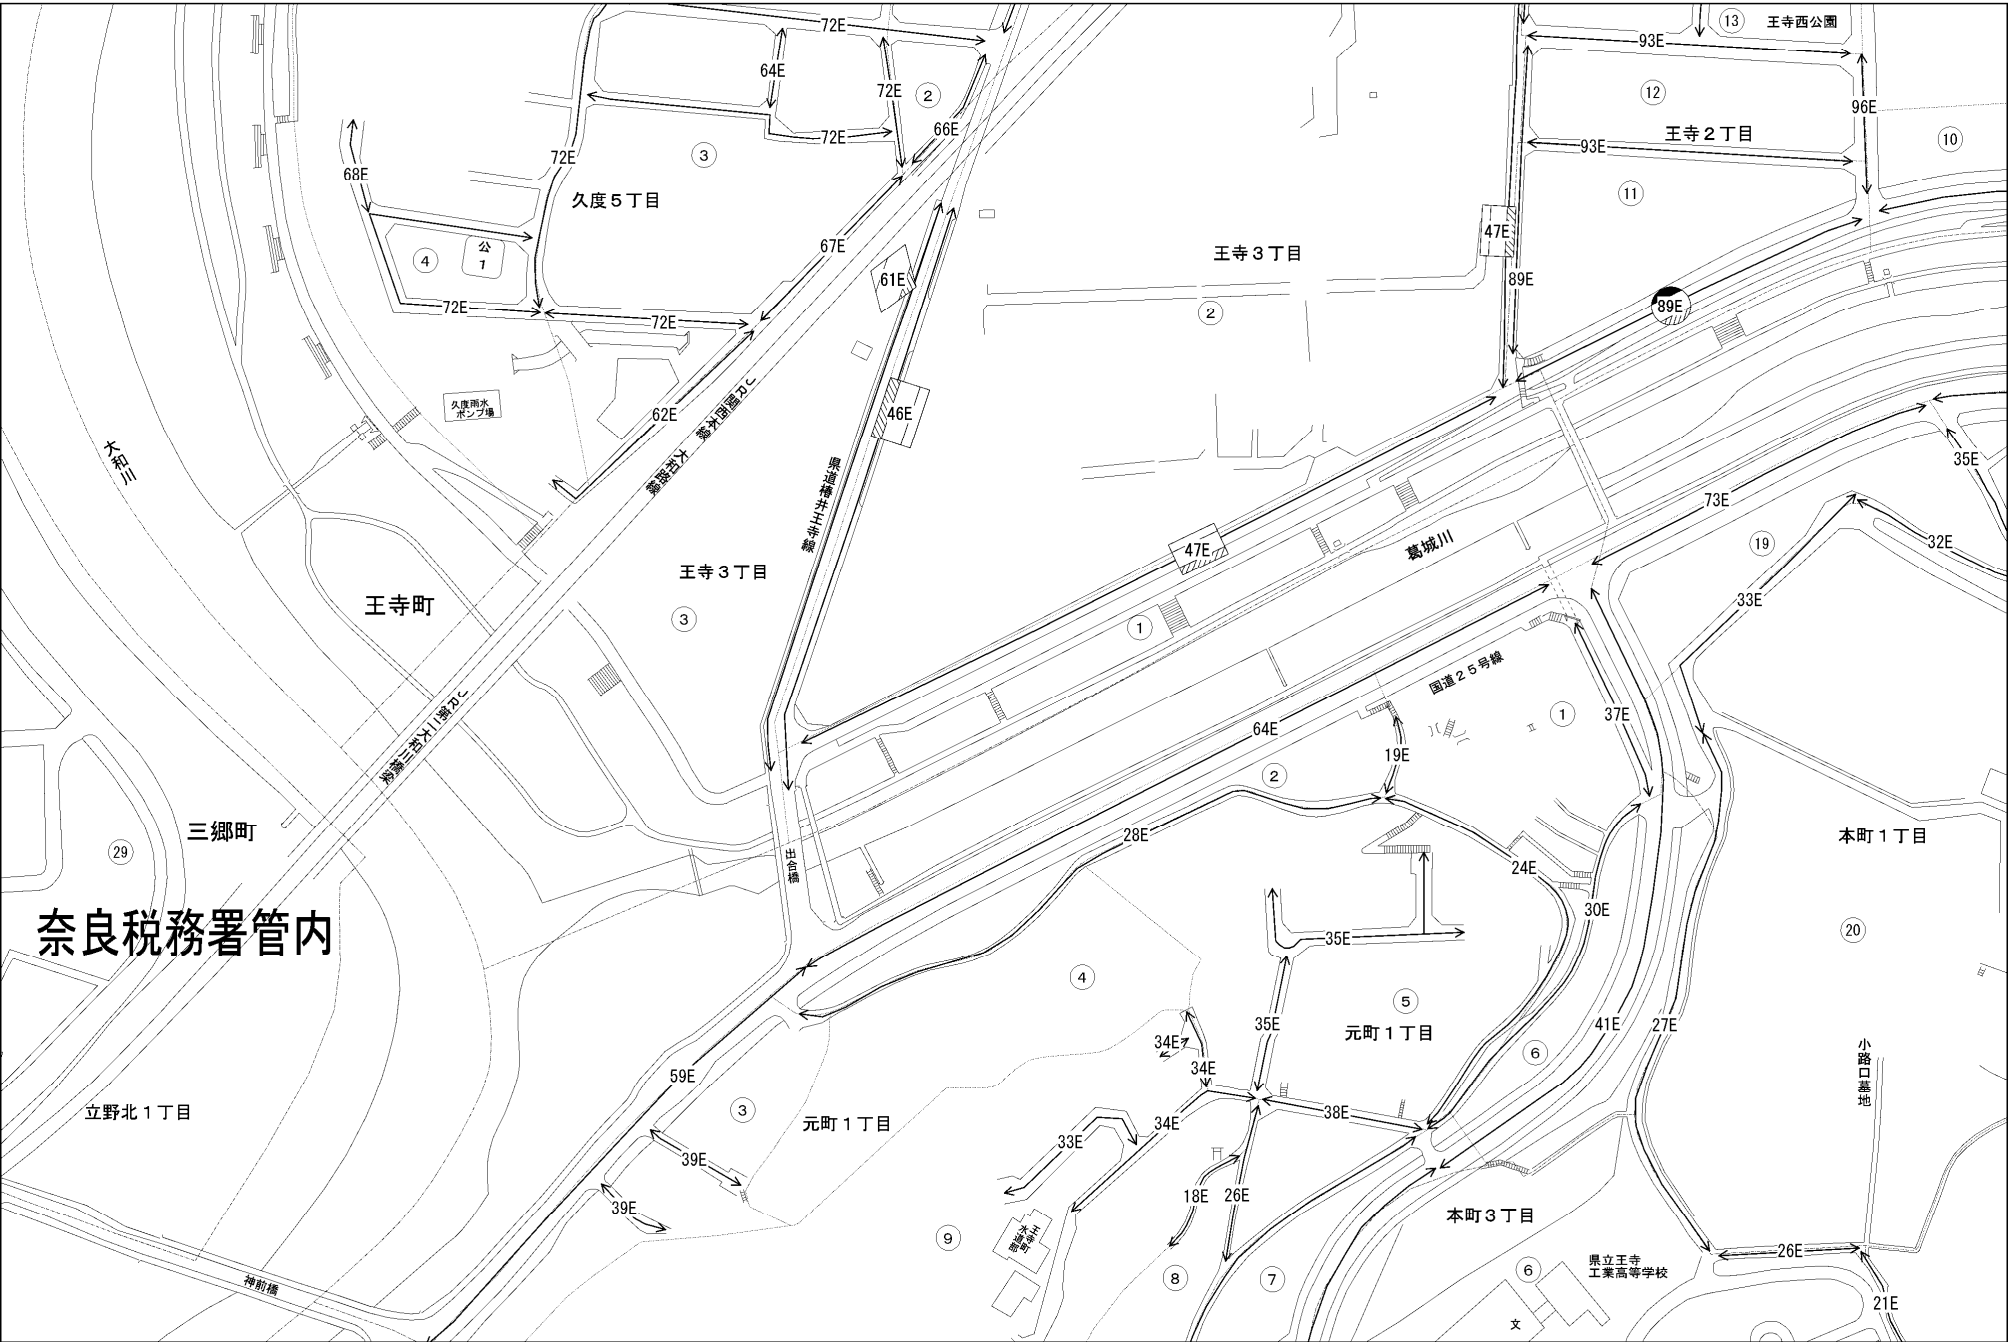 72E
64E
72E
②
66E
72E
③
72E
68E
久度5丁目
67E
④
公
1
72E
72E
61E
62E
46E
久度雨水
ポンプ場
大和川
JR関西本線 大和路線
県道椿井王寺線
王寺3丁目
③
王寺町
JR第二大和川橋梁
三郷町
㉙
奈良税務署管内
立野北1丁目
神前橋
出合橋
⑬
王寺西公園
93E
⑫
96E
王寺2丁目
93E
⑩
⑪
47E
王寺3丁目
89E
②
89E
47E
葛城川
①
73E
35E
⑲
32E
33E
国道25号線
①
37E
64E
19E
②
28E
24E
30E
本町1丁目
⑳
35E
④
⑤
35E
元町1丁目
41E
27E
⑥
34E
34E
小路口墓地
59E
③
元町1丁目
38E
34E
33E
39E
39E
18E
26E
本町3丁目
⑨
王寺町
水道部
⑧
⑦
⑥
県立王寺
工業高等学校
26E
21E
文